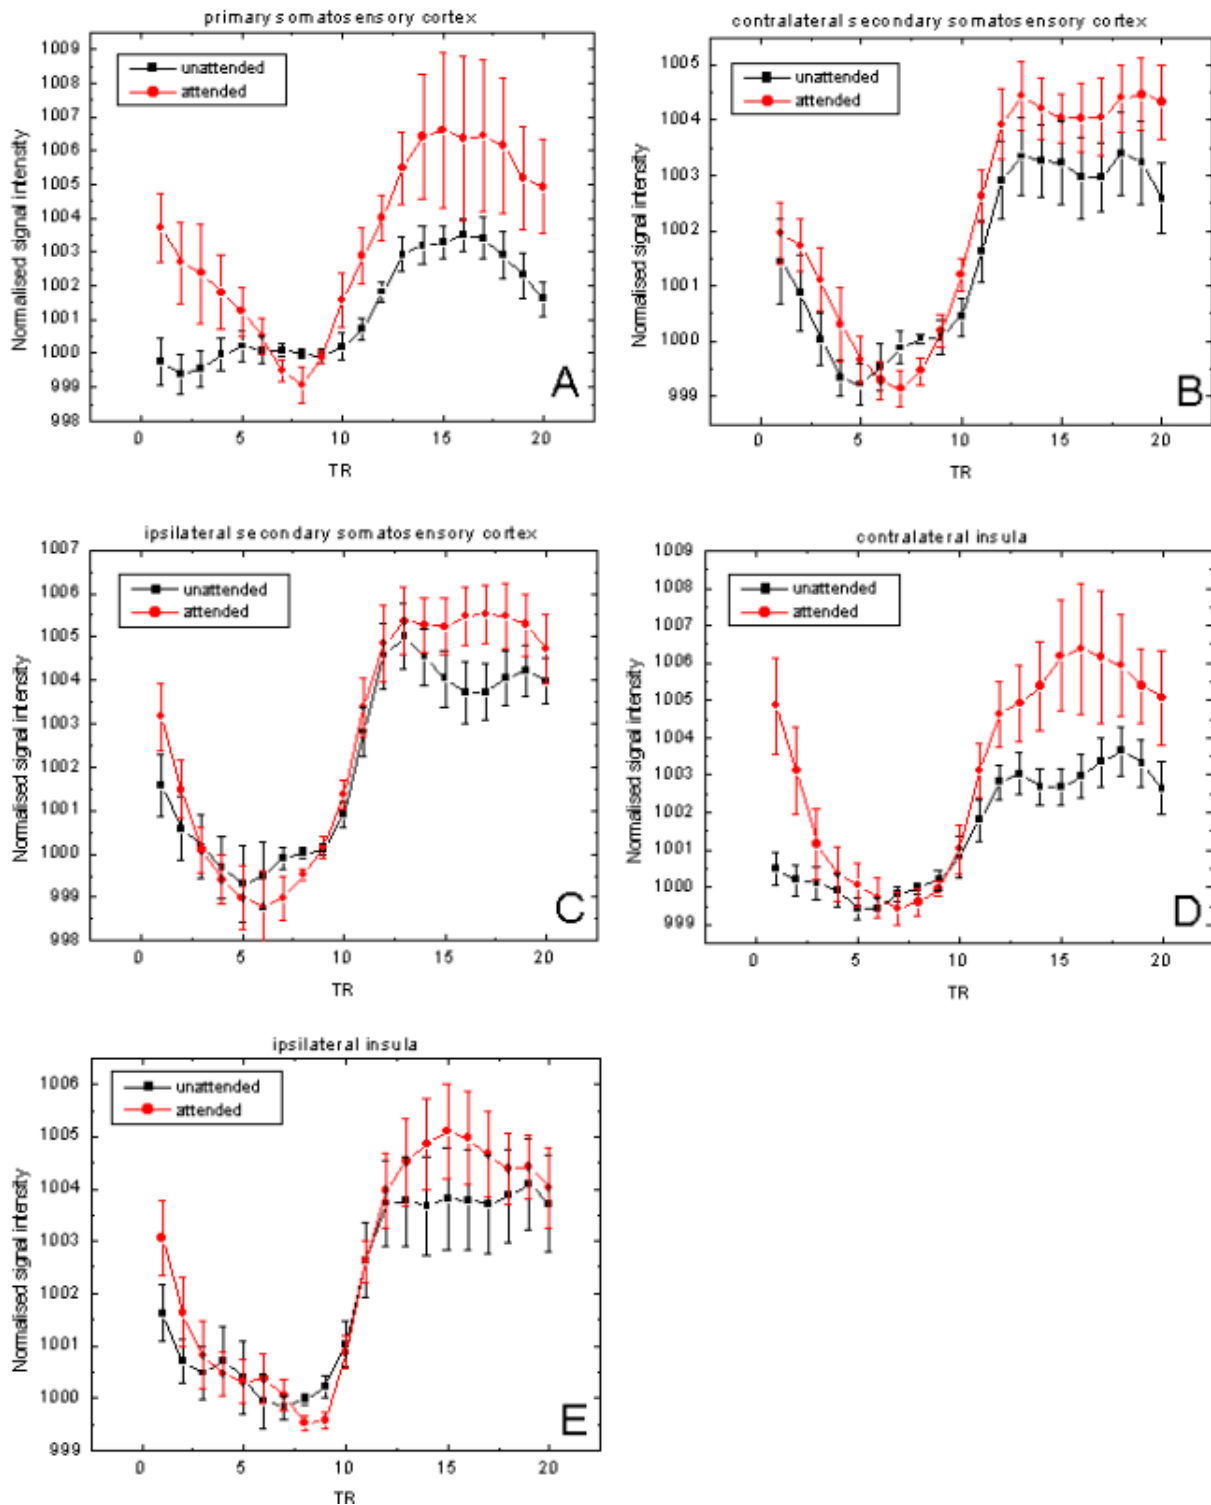 primary somatosensory cortex
1009
1008
1007
1006
1005
1004
1003
1002
1001
1000
999
998
Normalised signal intensity
unattended
attended
A
0 5 10 15 20
TR
contralateral secondary somatosensory cortex
1005
1004
1003
1002
1001
1000
999
Normalised signal intensity
unattended
attended
B
0 5 10 15 20
TR
ipsilateral secondary somatosensory cortex
1007
1006
1005
1004
1003
1002
1001
1000
999
998
Normalised signal intensity
unattended
attended
C
0 5 10 15 20
TR
contralateral insula
1009
1008
1007
1006
1005
1004
1003
1002
1000
1000
999
Normalised signal intensity
unattended
attended
D
0 5 10 15 20
TR
ipsilateral insula
1006
1005
1004
1003
1002
1001
1000
999
Normalised signal intensity
unattended
attended
E
0 5 10 15 20
TR